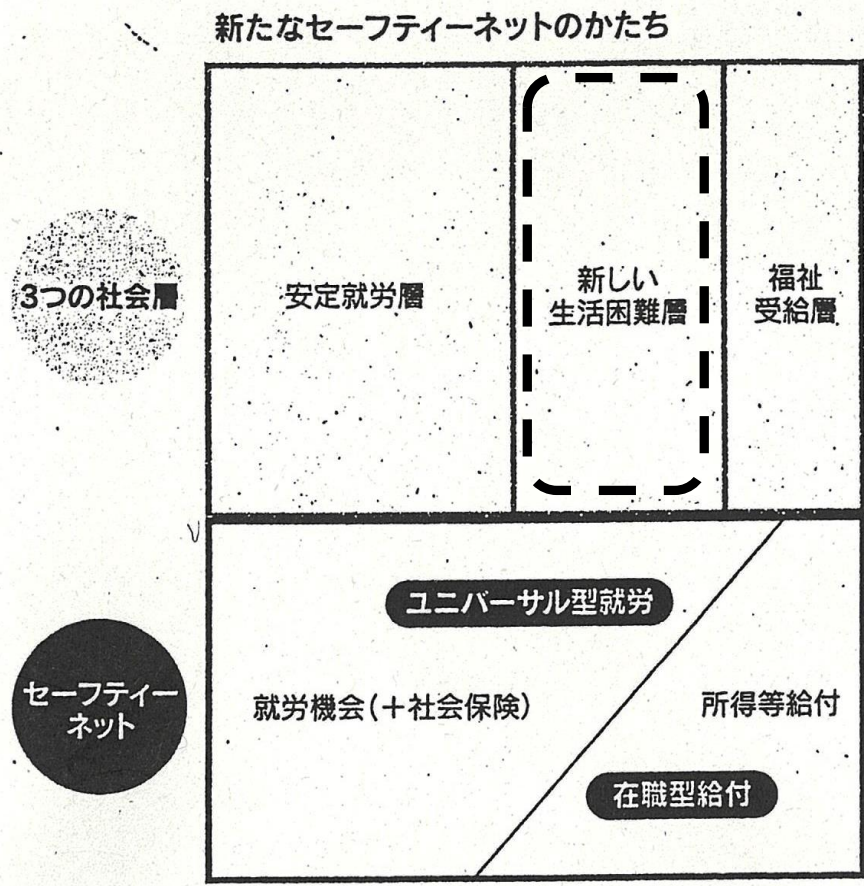 新たなセーフティーネットのかたち
3つの社会層
安定就労層
新しい
生活困難層
福祉
受給層
ユニバーサル型就労
セーフティー
ネット
就労機会(+社会保険)
所得等給付
在職型給付